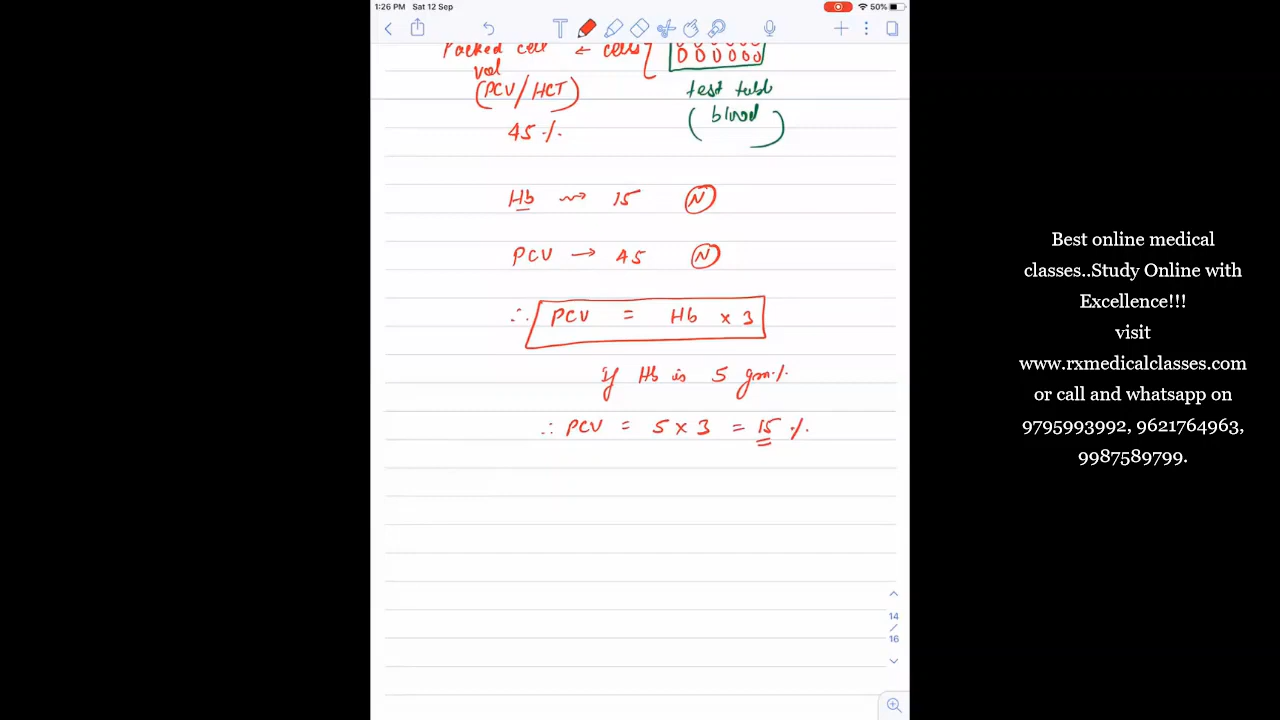 1:26 PM Sat 12 Sep
50%
Packed cell ← cells
vol
(PCV/HCT)
45 %
test tube
(blood)
Hb ⇝ 15 N
PCV → 45 N
∴ PCV = Hb × 3
If Hb is 5 gm%
∴ PCV = 5 × 3 = 15 %
14
/
16
Best online medical
classes..Study Online with
Excellence!!!
visit
www.rxmedicalclasses.com
or call and whatsapp on
9795993992, 9621764963,
9987589799.